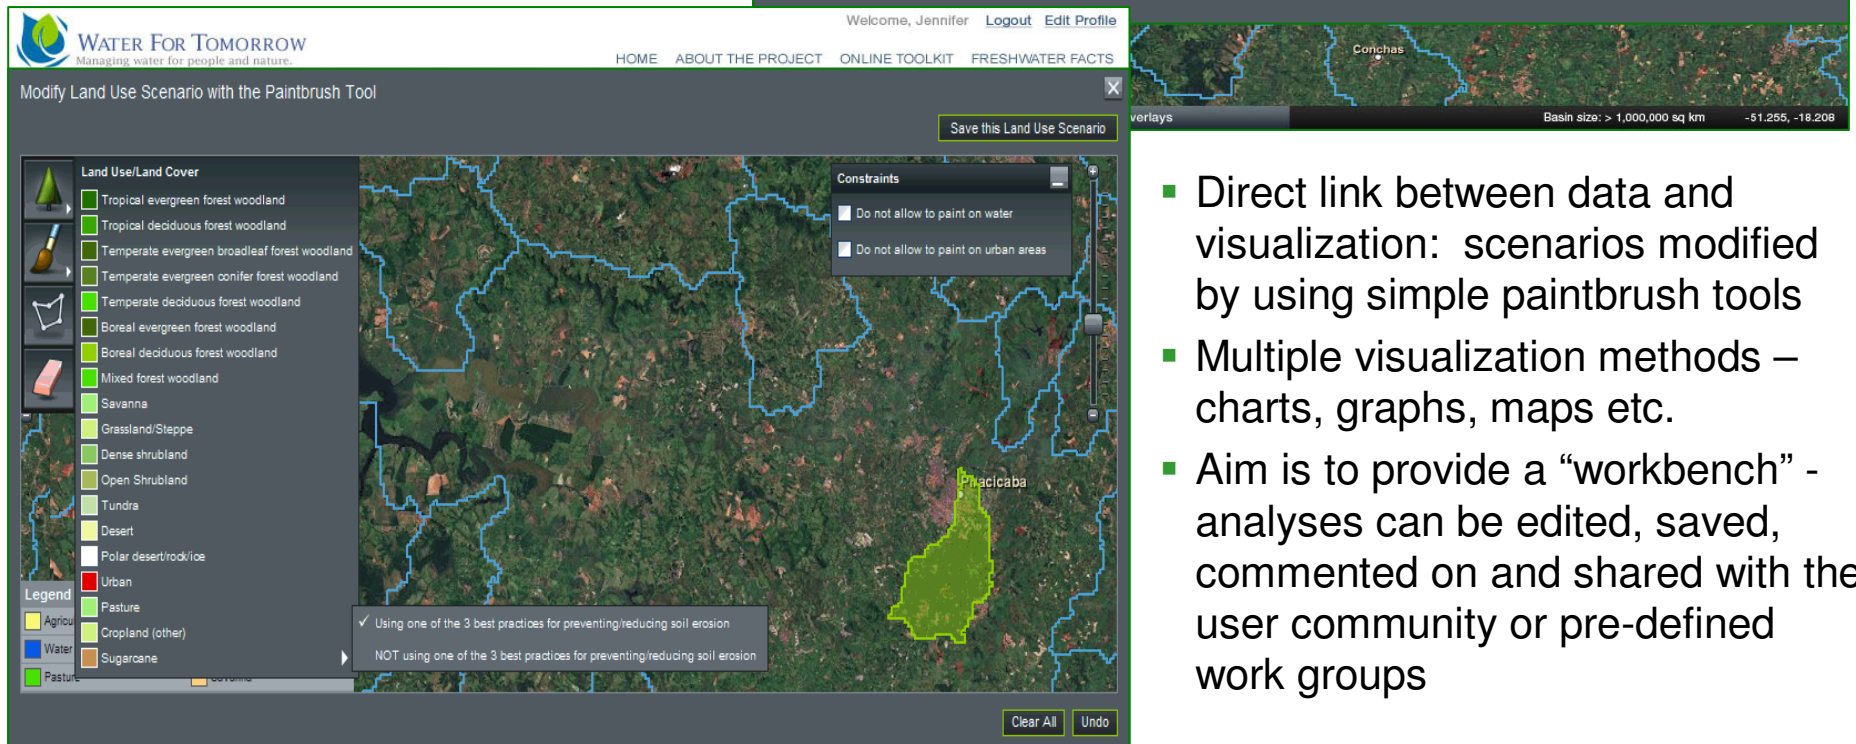 Welcome, Jennifer Logout Edit Profile
WATER FOR TOMORROW
Managing water for people and nature.
HOME ABOUT THE PROJECT ONLINE TOOLKIT FRESHWATER FACTS
Modify Land Use Scenario with the Paintbrush Tool
X
Save this Land Use Scenario
Land Use/Land Cover
Tropical evergreen forest woodland
Tropical deciduous forest woodland
Temperate evergreen broadleaf forest woodland
Temperate evergreen conifer forest woodland
Temperate deciduous forest woodland
Boreal evergreen forest woodland
Boreal deciduous forest woodland
Mixed forest woodland
Savanna
Grassland/Steppe
Dense shrubland
Open Shrubland
Tundra
Desert
Polar desert/rock/ice
Urban
Pasture
Cropland (other)
Sugarcane
Using one of the 3 best practices for preventing/reducing soil erosion
NOT using one of the 3 best practices for preventing/reducing soil erosion
Constraints
Do not allow to paint on water
Do not allow to paint on urban areas
Piracicaba
Legend
Agricu
Water
Pasture
Savanna
Clear All Undo
Conchas
verlays
Basin size: > 1,000,000 sq km -51.255, -18.208
Direct link between data and
visualization: scenarios modified
by using simple paintbrush tools
Multiple visualization methods –
charts, graphs, maps etc.
Aim is to provide a “workbench” -
analyses can be edited, saved,
commented on and shared with the
user community or pre-defined
work groups